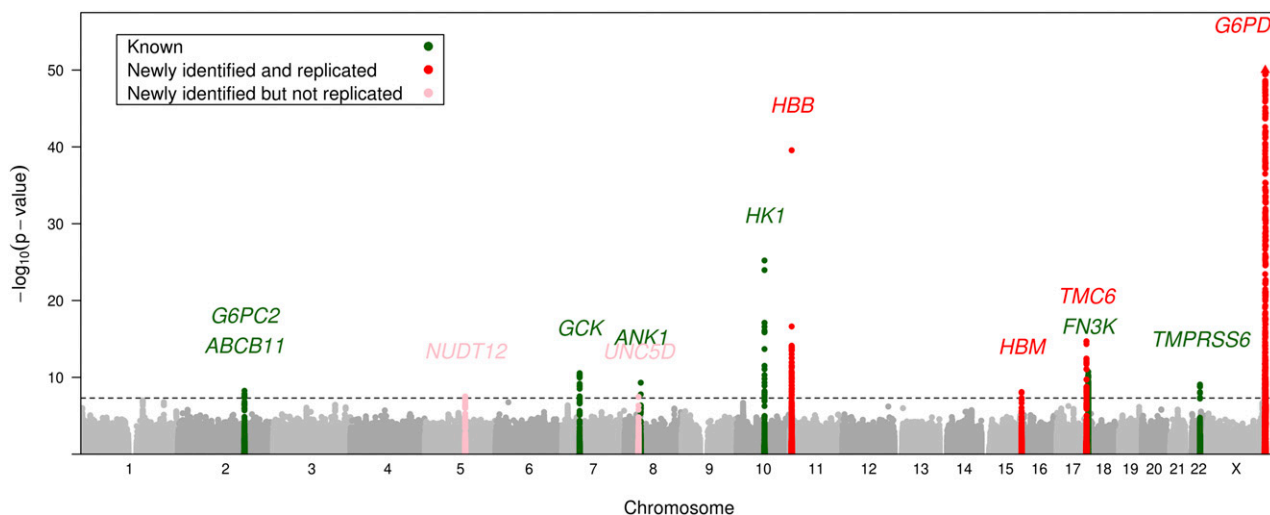 G6PD
Known
Newly identified and replicated
Newly identified but not replicated
50
40
30
20
10
−log10(p−value)
HBB
HK1
G6PC2
ABCB11
NUDT12
GCK
ANK1
UNC5D
HBM
TMC6
FN3K
TMPRSS6
1 2 3 4 5 6 7 8 9 10 11 12 13 14 15 16 17 18 19 20 21 22 X
Chromosome